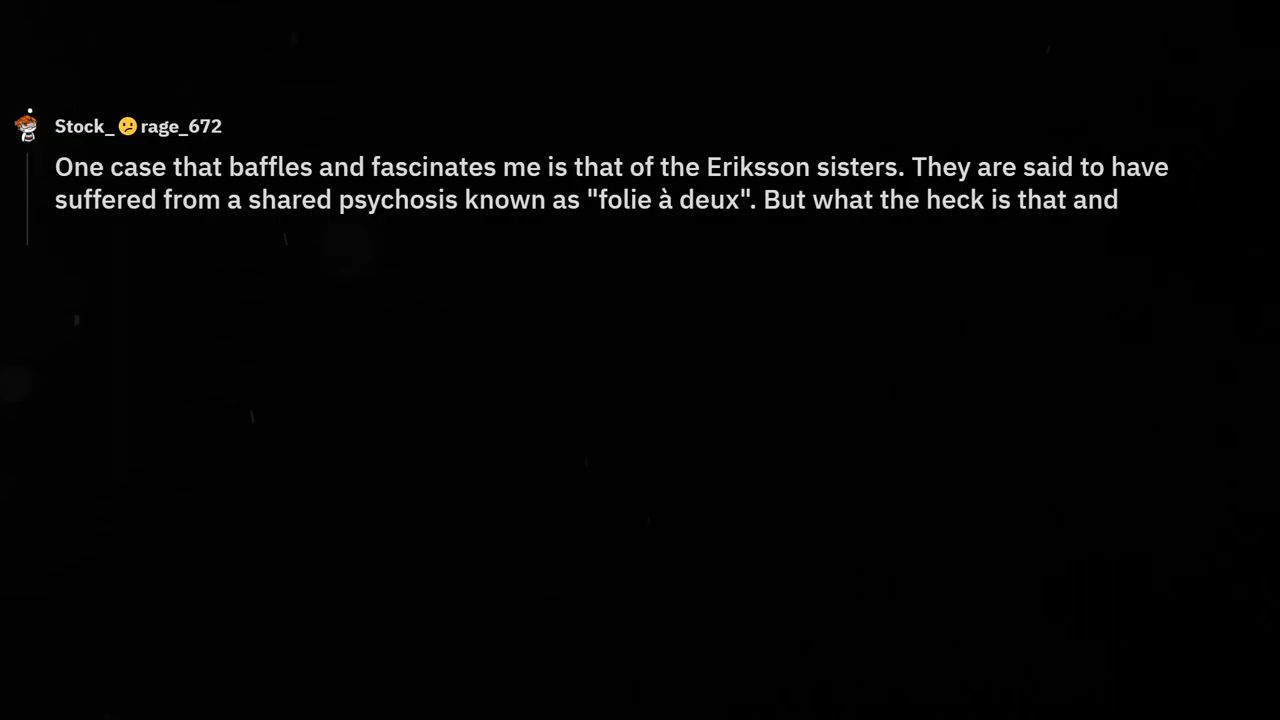 Stock_😕rage_672
One case that baffles and fascinates me is that of the Eriksson sisters. They are said to have
suffered from a shared psychosis known as "folie à deux". But what the heck is that and